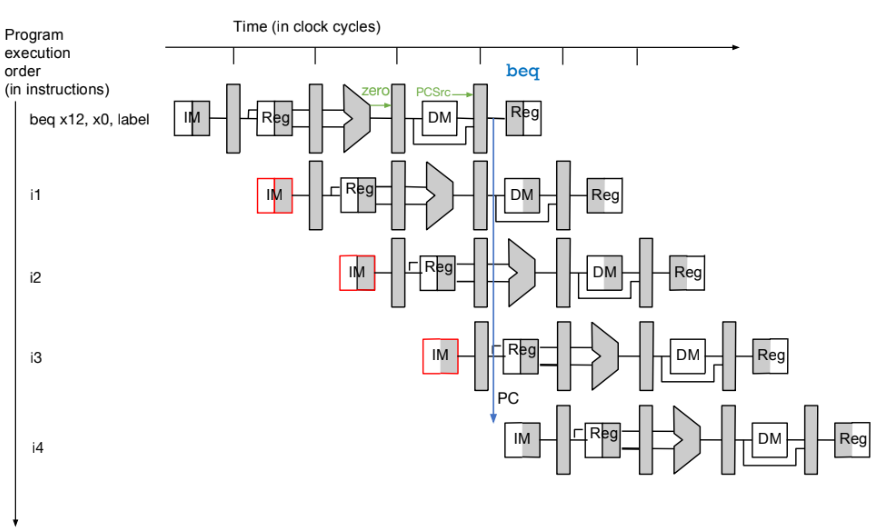 Time (in clock cycles)
Program
execution
order
(in instructions)
beq
zero
PCSrc
beq x12, x0, label
IM
Reg
DM
Reg
i1
IM
Reg
DM
Reg
i2
IM
Reg
DM
Reg
i3
IM
Reg
DM
Reg
PC
i4
IM
Reg
DM
Reg